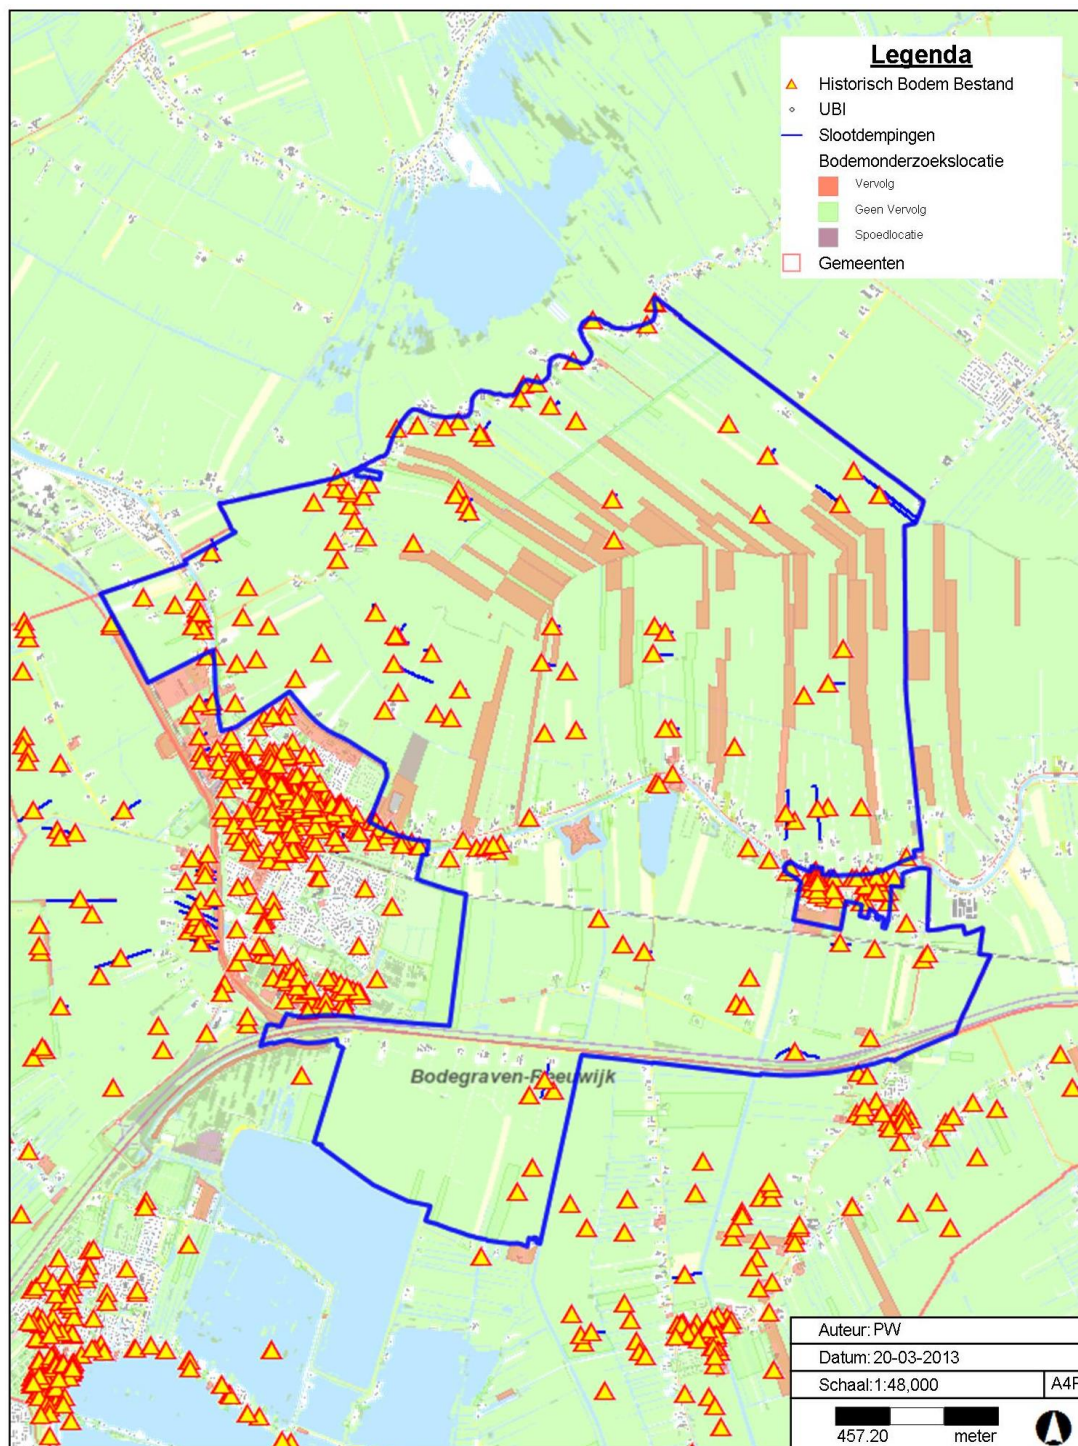 Legenda
Historisch Bodem Bestand
UBI
Slootdempingen
Bodemonderzoekslocatie
Vervolg
Geen Vervolg
Spoedlocatie
Gemeenten
Bodegraven-Reeuwijk
Auteur: PW
Datum: 20-03-2013
Schaal:1:48,000
A4P
457.20 meter